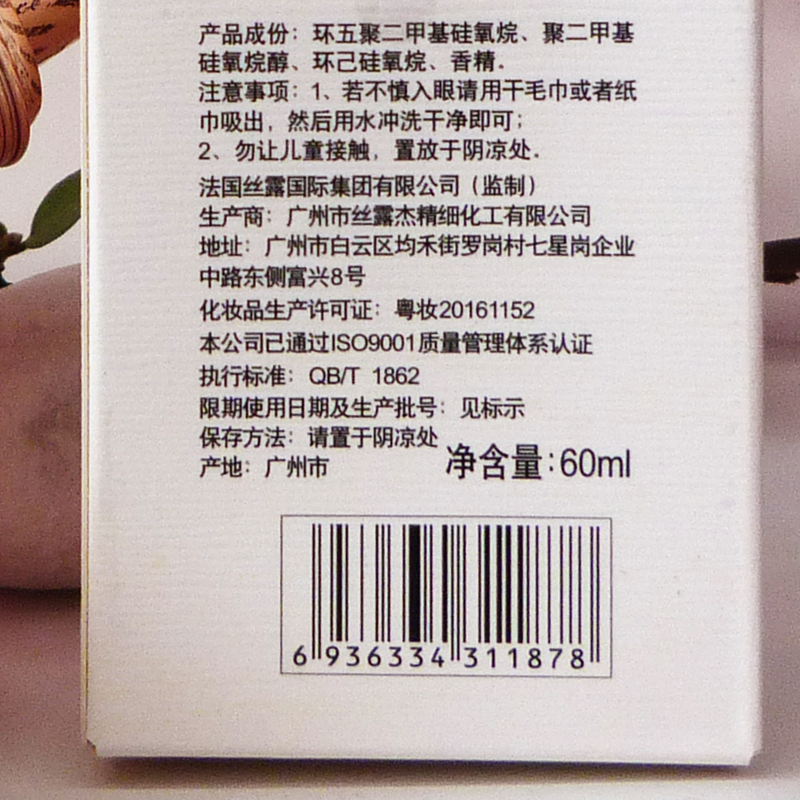 产品成份：环五聚二甲基硅氧烷、聚二甲基
硅氧烷醇、环己硅氧烷、香精.
注意事项：1、若不慎入眼请用干毛巾或者纸
巾吸出，然后用水冲洗干净即可；
2、勿让儿童接触，置放于阴凉处.
法国丝露国际集团有限公司（监制）
生产商：广州市丝露杰精细化工有限公司
地址：广州市白云区均禾街罗岗村七星岗企业
中路东侧富兴8号
化妆品生产许可证：粤妆20161152
本公司已通过ISO9001质量管理体系认证
执行标准：QB/T 1862
限期使用日期及生产批号：见标示
保存方法：请置于阴凉处
产地：广州市
净含量:60ml
6 936334 311878